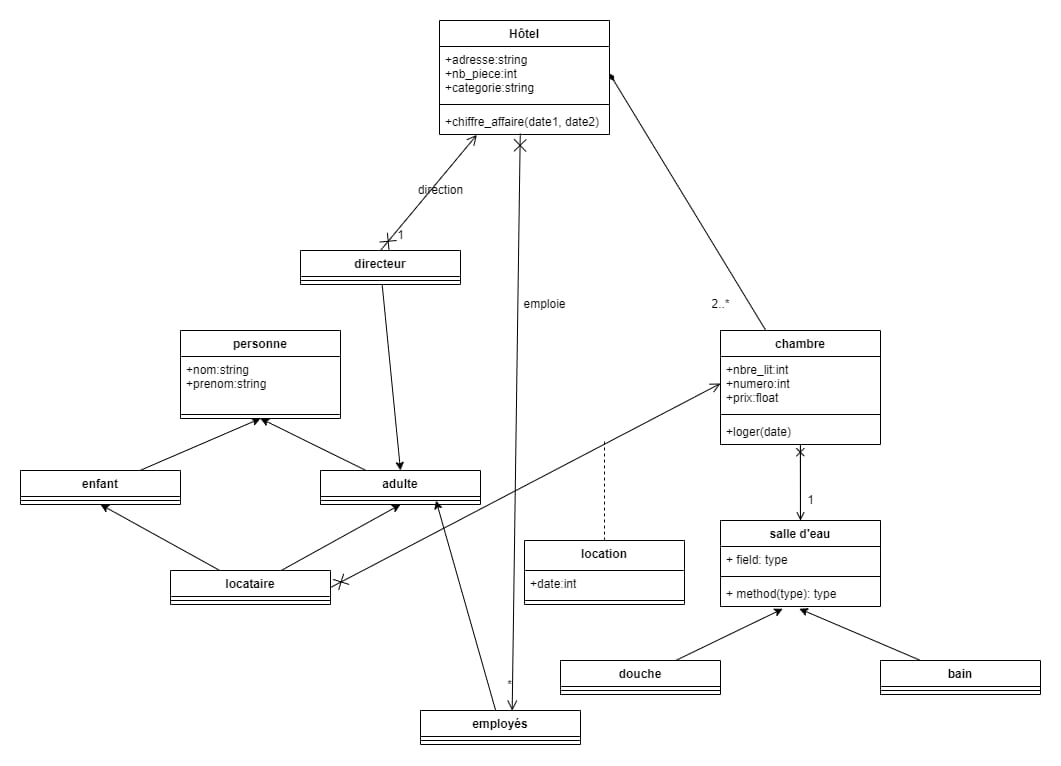 Hôtel
+adresse:string
+nb_piece:int
+categorie:string
+chiffre_affaire(date1, date2)
direction
1
directeur
emploie
2..*
personne
+nom:string
+prenom:string
chambre
+nbre_lit:int
+numero:int
+prix:float
+loger(date)
enfant
adulte
1
salle d'eau
+ field: type
+ method(type): type
location
+date:int
locataire
douche
bain
*
employés